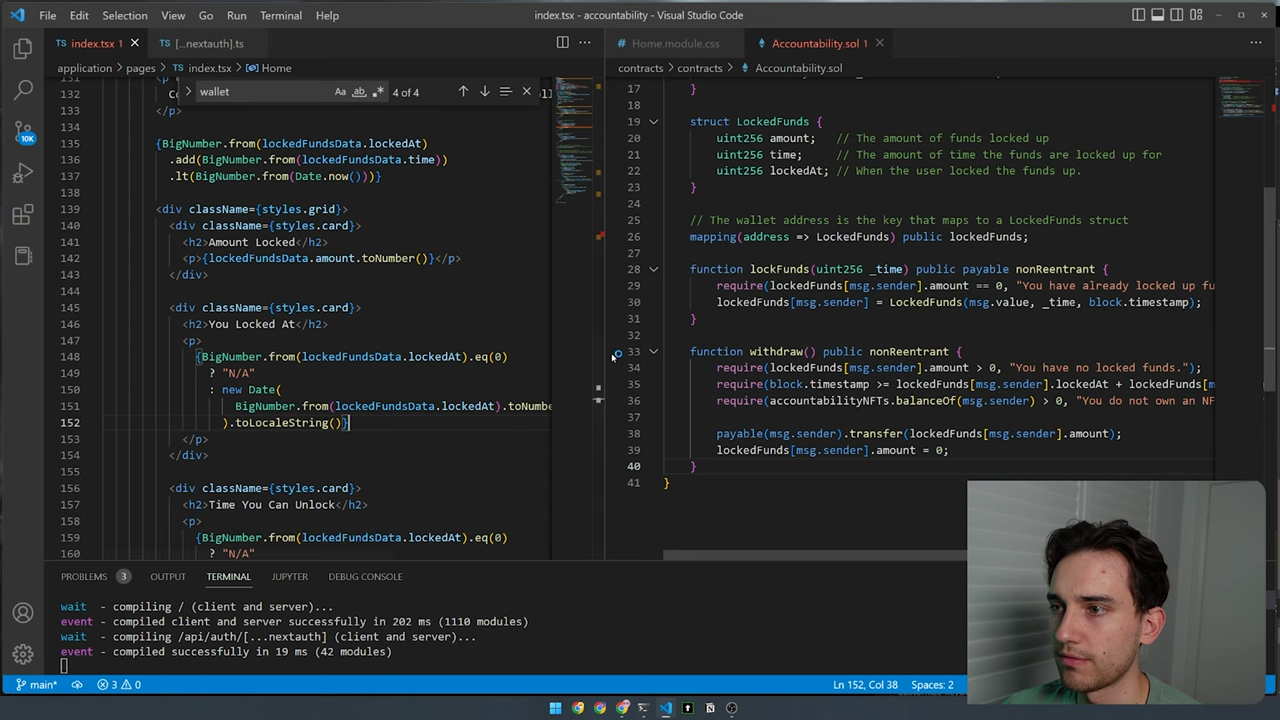 File Edit Selection View Go Run Terminal Help
index.tsx - accountability - Visual Studio Code
TS index.tsx 1
TS [...nextauth].ts
application > pages > TS index.tsx > Home
wallet
Aa ab 4 of 4
132
133 </p>
134
135 {BigNumber.from(lockedFundsData.lockedAt)
136 .add(BigNumber.from(lockedFundsData.time))
137 .lt(BigNumber.from(Date.now()))}
138
139 <div className={styles.grid}>
140 <div className={styles.card}>
141 <h2>Amount Locked</h2>
142 <p>{lockedFundsData.amount.toNumber()}</p>
143 </div>
144
145 <div className={styles.card}>
146 <h2>You Locked At</h2>
147 <p>
148 {BigNumber.from(lockedFundsData.lockedAt).eq(0)
149 ? "N/A"
150 : new Date(
151 BigNumber.from(lockedFundsData.lockedAt).toNumbe
152 ).toLocaleString()}
153 </p>
154 </div>
155
156 <div className={styles.card}>
157 <h2>Time You Can Unlock</h2>
158 <p>
159 {BigNumber.from(lockedFundsData.lockedAt).eq(0)
160 ? "N/A"
# Home.module.css
Accountability.sol 1
contracts > contracts > Accountability.sol
17 }
18
19 struct LockedFunds {
20 uint256 amount; // The amount of funds locked up
21 uint256 time; // The amount of time the funds are locked up for
22 uint256 lockedAt; // When the user locked the funds up.
23 }
24
25 // The wallet address is the key that maps to a LockedFunds struct
26 mapping(address => LockedFunds) public lockedFunds;
27
28 function lockFunds(uint256 _time) public payable nonReentrant {
29 require(lockedFunds[msg.sender].amount == 0, "You have already locked up fu
30 lockedFunds[msg.sender] = LockedFunds(msg.value, _time, block.timestamp);
31 }
32
33 function withdraw() public nonReentrant {
34 require(lockedFunds[msg.sender].amount > 0, "You have no locked funds.");
35 require(block.timestamp >= lockedFunds[msg.sender].lockedAt + lockedFunds[m
36 require(accountabilityNFTs.balanceOf(msg.sender) > 0, "You do not own an NF
37
38 payable(msg.sender).transfer(lockedFunds[msg.sender].amount);
39 lockedFunds[msg.sender].amount = 0;
40 }
41 }
10K
PROBLEMS 3 OUTPUT TERMINAL JUPYTER DEBUG CONSOLE
wait - compiling / (client and server)...
event - compiled client and server successfully in 202 ms (1110 modules)
wait - compiling /api/auth/[...nextauth] (client and server)...
event - compiled successfully in 19 ms (42 modules)
main* 3 0
Ln 152, Col 38 Spaces: 2